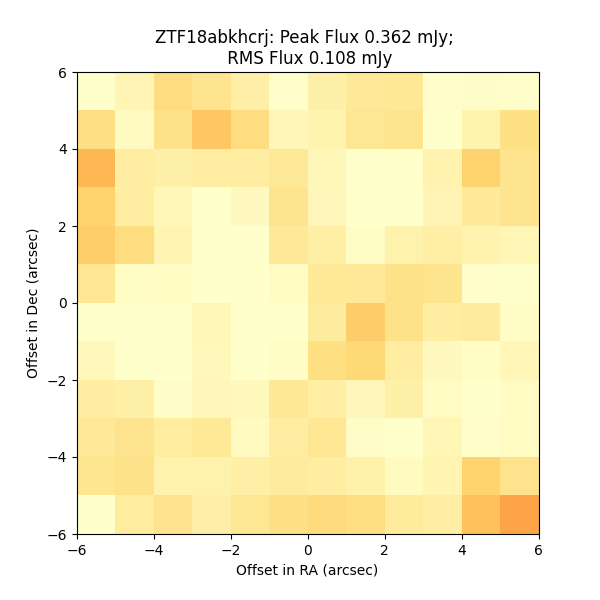 ZTF18abkhcrj: Peak Flux 0.362 mJy;
RMS Flux 0.108 mJy
6
4
2
0
−2
−4
−6
Offset in Dec (arcsec)
−6 −4 −2 0 2 4 6
Offset in RA (arcsec)